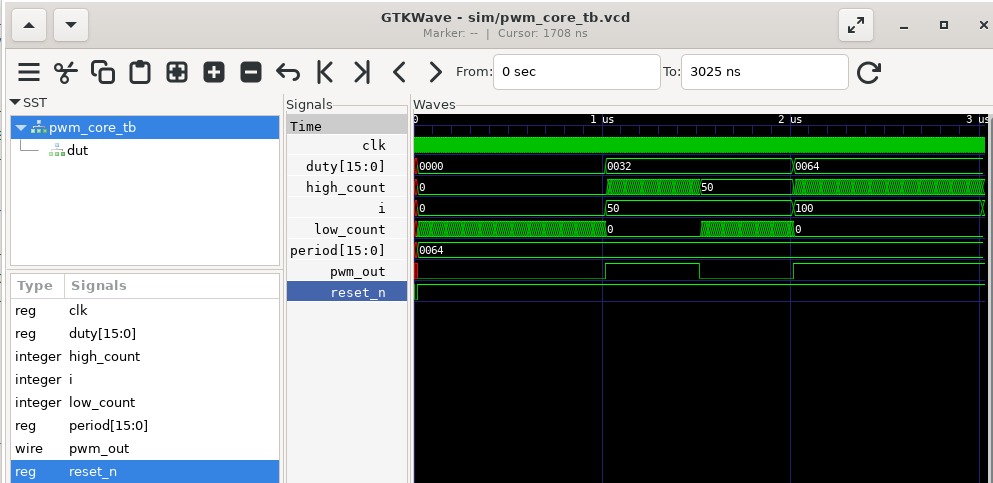 GTKWave - sim/pwm_core_tb.vcd
Marker: -- | Cursor: 1708 ns
From: 0 sec To: 3025 ns
SST
pwm_core_tb
dut
Type Signals
reg clk
reg duty[15:0]
integer high_count
integer i
integer low_count
reg period[15:0]
wire pwm_out
reg reset_n
Signals
Time
clk
duty[15:0]
high_count
i
low_count
period[15:0]
pwm_out
reset_n
Waves
0 1 us 2 us 3 us
0000 0032 0064
0 50
0 50 100
0 0
0064